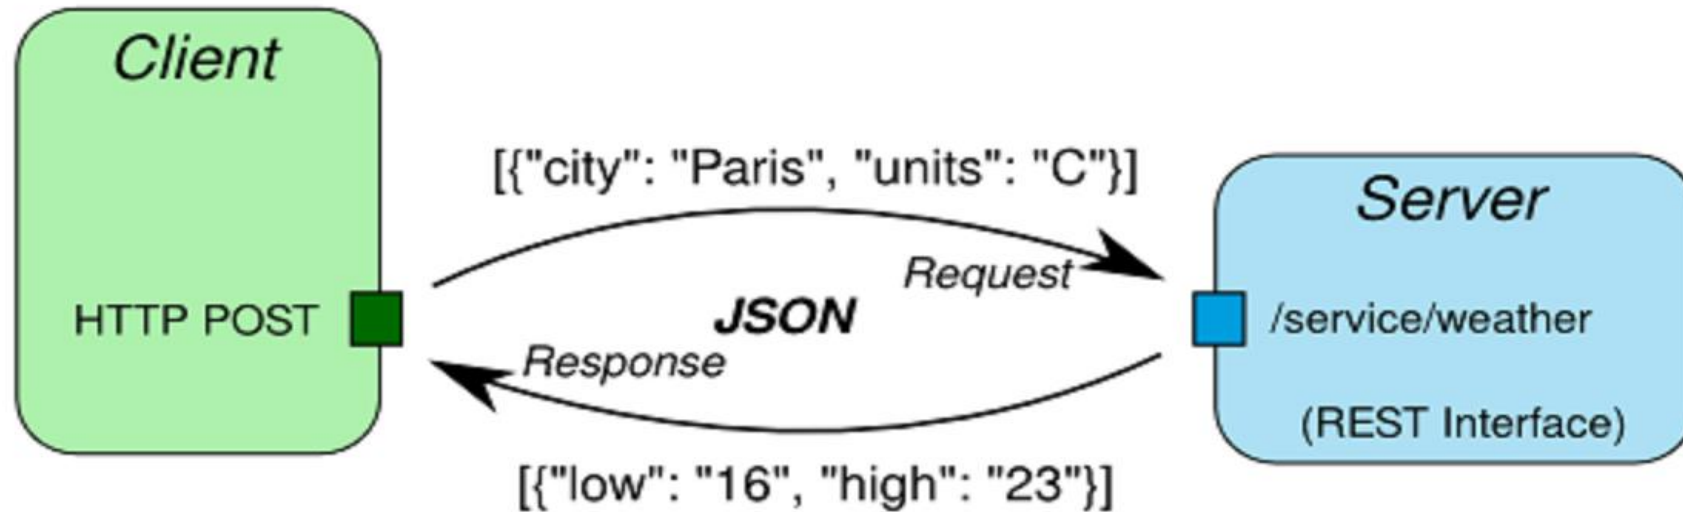 Client
HTTP POST
[{"city": "Paris", "units": "C"}]
Request
JSON
Response
[{"low": "16", "high": "23"}]
Server
/service/weather
(REST Interface)